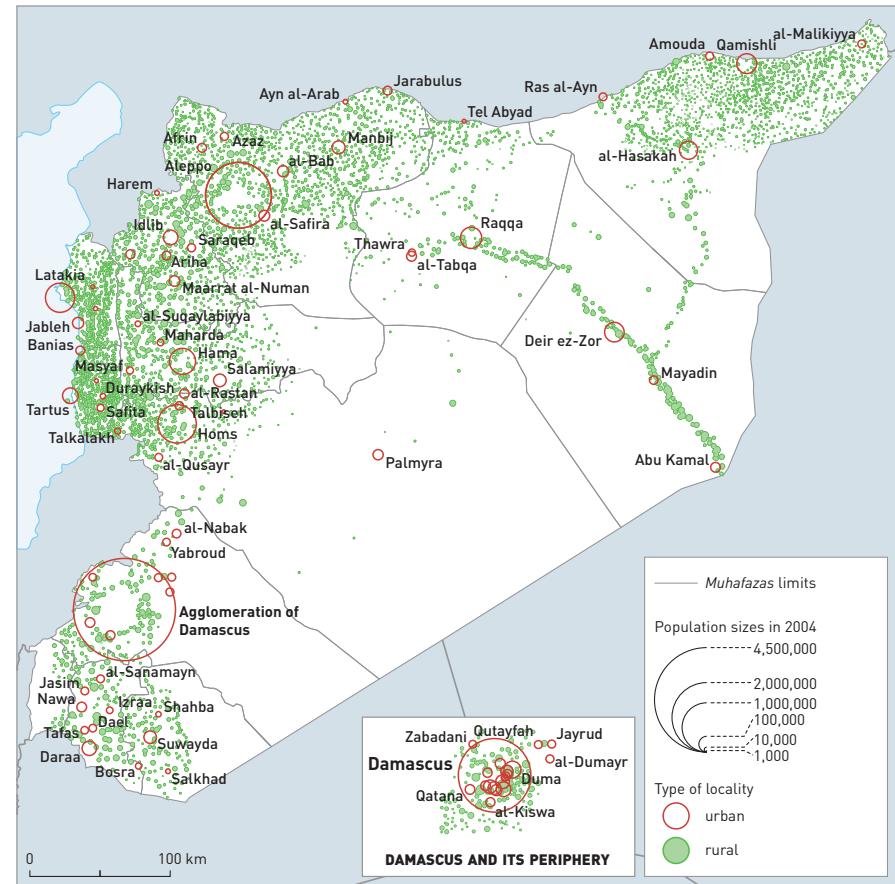 al-Malikiyya
Amouda Qamishli
Ras al-Ayn
Jarabulus
Ayn al-Arab
Tel Abyad
Afrin
Azaz
Manbij
Aleppo
al-Bab
al-Hasakah
Harem
al-Safira
Idlib
Saraqeb
Raqqa
Thawra
al-Tabqa
Ariha
Latakia
Maarrat al-Numan
al-Suqaylabiyya
Jableh
Maharda
Banias
Hama
Deir ez-Zor
Masyaf
Salamiyya
Mayadin
Duraykish
al-Rastan
Tartus
Safita
Talbiseh
Talkalakh
Homs
al-Qusayr
Palmyra
Abu Kamal
al-Nabak
Yabroud
Agglomeration of
Damascus
al-Sanamayn
Jasim
Nawa
Izraa
Shahba
Dael
Tafas
Suwayda
Daraa
Bosra
Salkhad
0
100 km
Zabadani
Qutayfah
Jayrud
Damascus
al-Dumayr
Duma
Qatana
al-Kiswa
DAMASCUS AND ITS PERIPHERY
Muhafazas limits
Population sizes in 2004
4,500,000
2,000,000
1,000,000
100,000
10,000
1,000
Type of locality
urban
rural